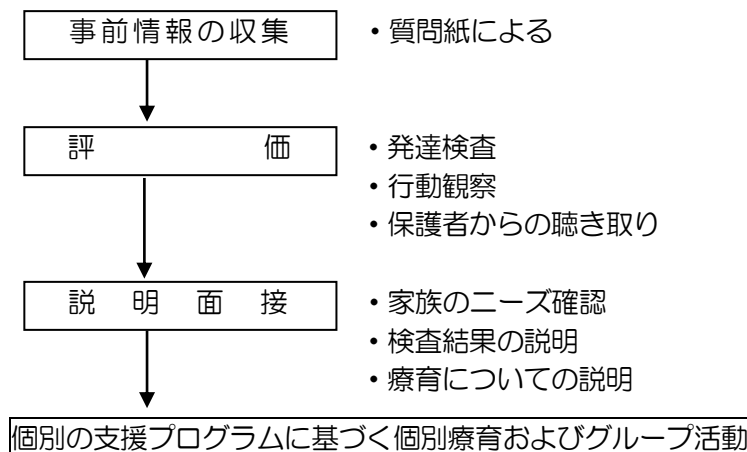 事前情報の収集 ・質問紙による
評価 ・発達検査
・行動観察
・保護者からの聴き取り
説明面接 ・家族のニーズ確認
・検査結果の説明
・療育についての説明
個別の支援プログラムに基づく個別療育およびグループ活動